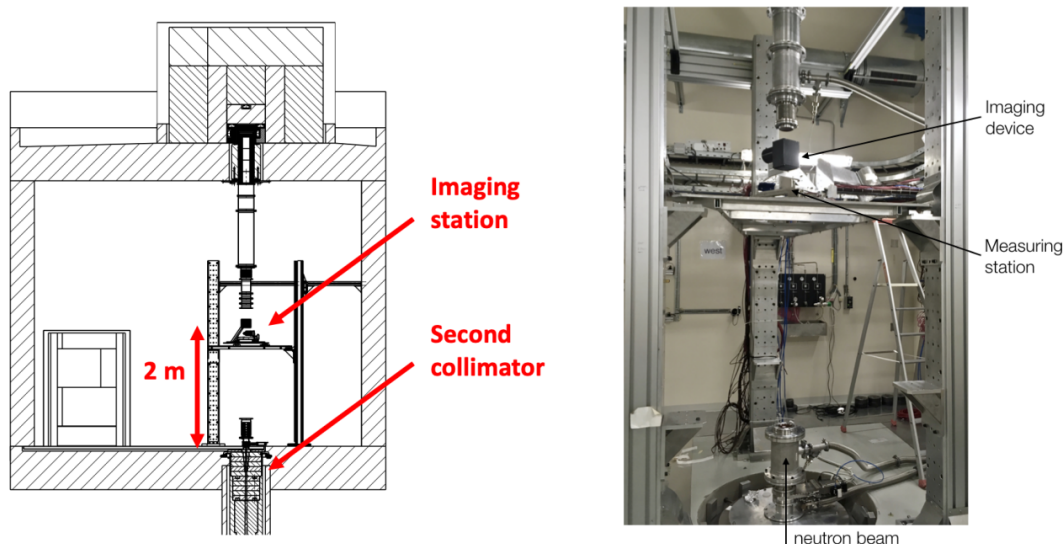 Imaging
station
Second
collimator
2 m
Imaging
device
Measuring
station
west
neutron beam